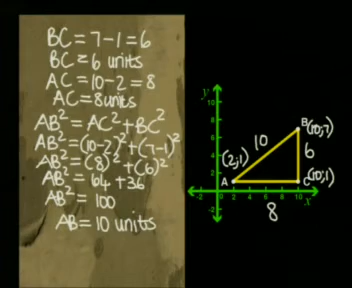 BC = 7 - 1 = 6
BC = 6 units
AC = 10 - 2 = 8
AC = 8 units
AB² = AC² + BC²
AB² = (10-2)² + (7-1)²
AB² = (8)² + (6)²
AB² = 64 + 36
AB² = 100
AB = 10 units
y
10
8
6
4
2
-2
-2
2
4
6
8
10
x
B (10;7)
10
6
(2;1)
A
C (10;1)
8